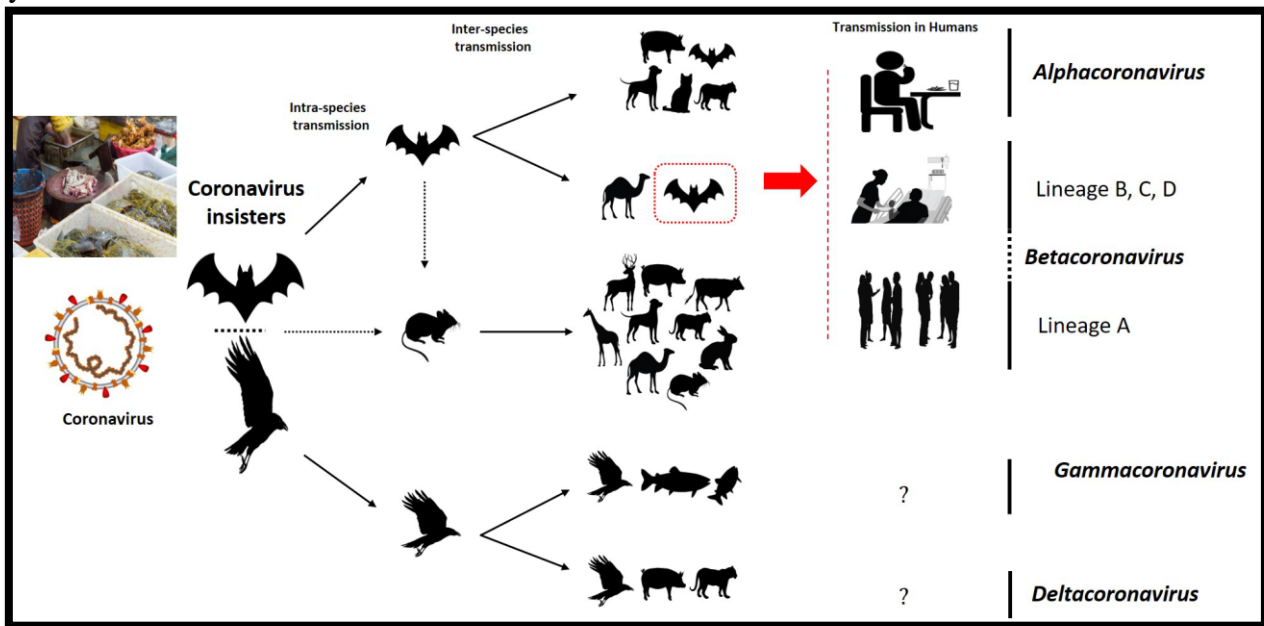 Inter-species
transmission
Transmission in Humans
Alphacoronavirus
Intra-species
transmission
Coronavirus
insisters
Lineage B, C, D
Betacoronavirus
Lineage A
Coronavirus
Gammacoronavirus
?
?
Deltacoronavirus